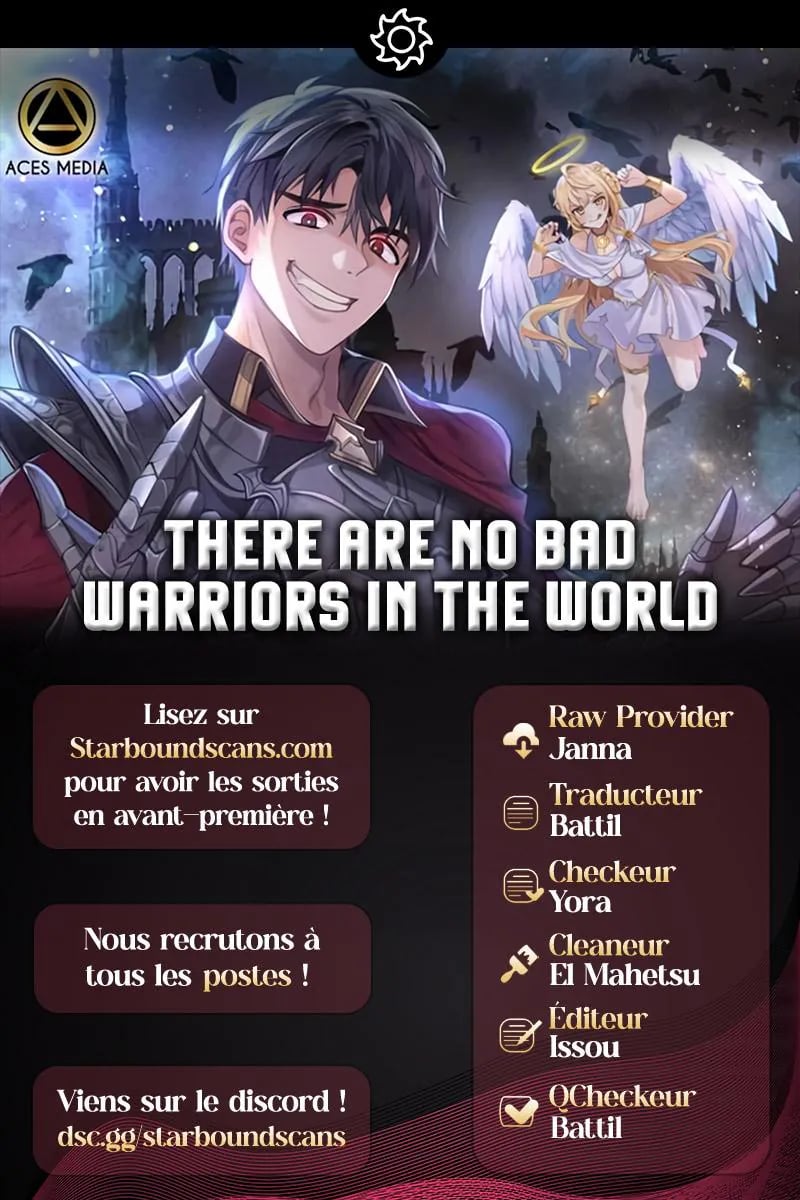 ACES MEDIA
THERE ARE NO BAD
WARRIORS IN THE WORLD
Lisez sur
Starboundscans.com
pour avoir les sorties
en avant-première !
Nous recrutons à
tous les postes !
Viens sur le discord !
dsc.gg/starboundscans
Raw Provider
Janna
Traducteur
Battil
Checkeur
Yora
Cleaneur
El Mahetsu
Éditeur
Issou
QCheckeur
Battil